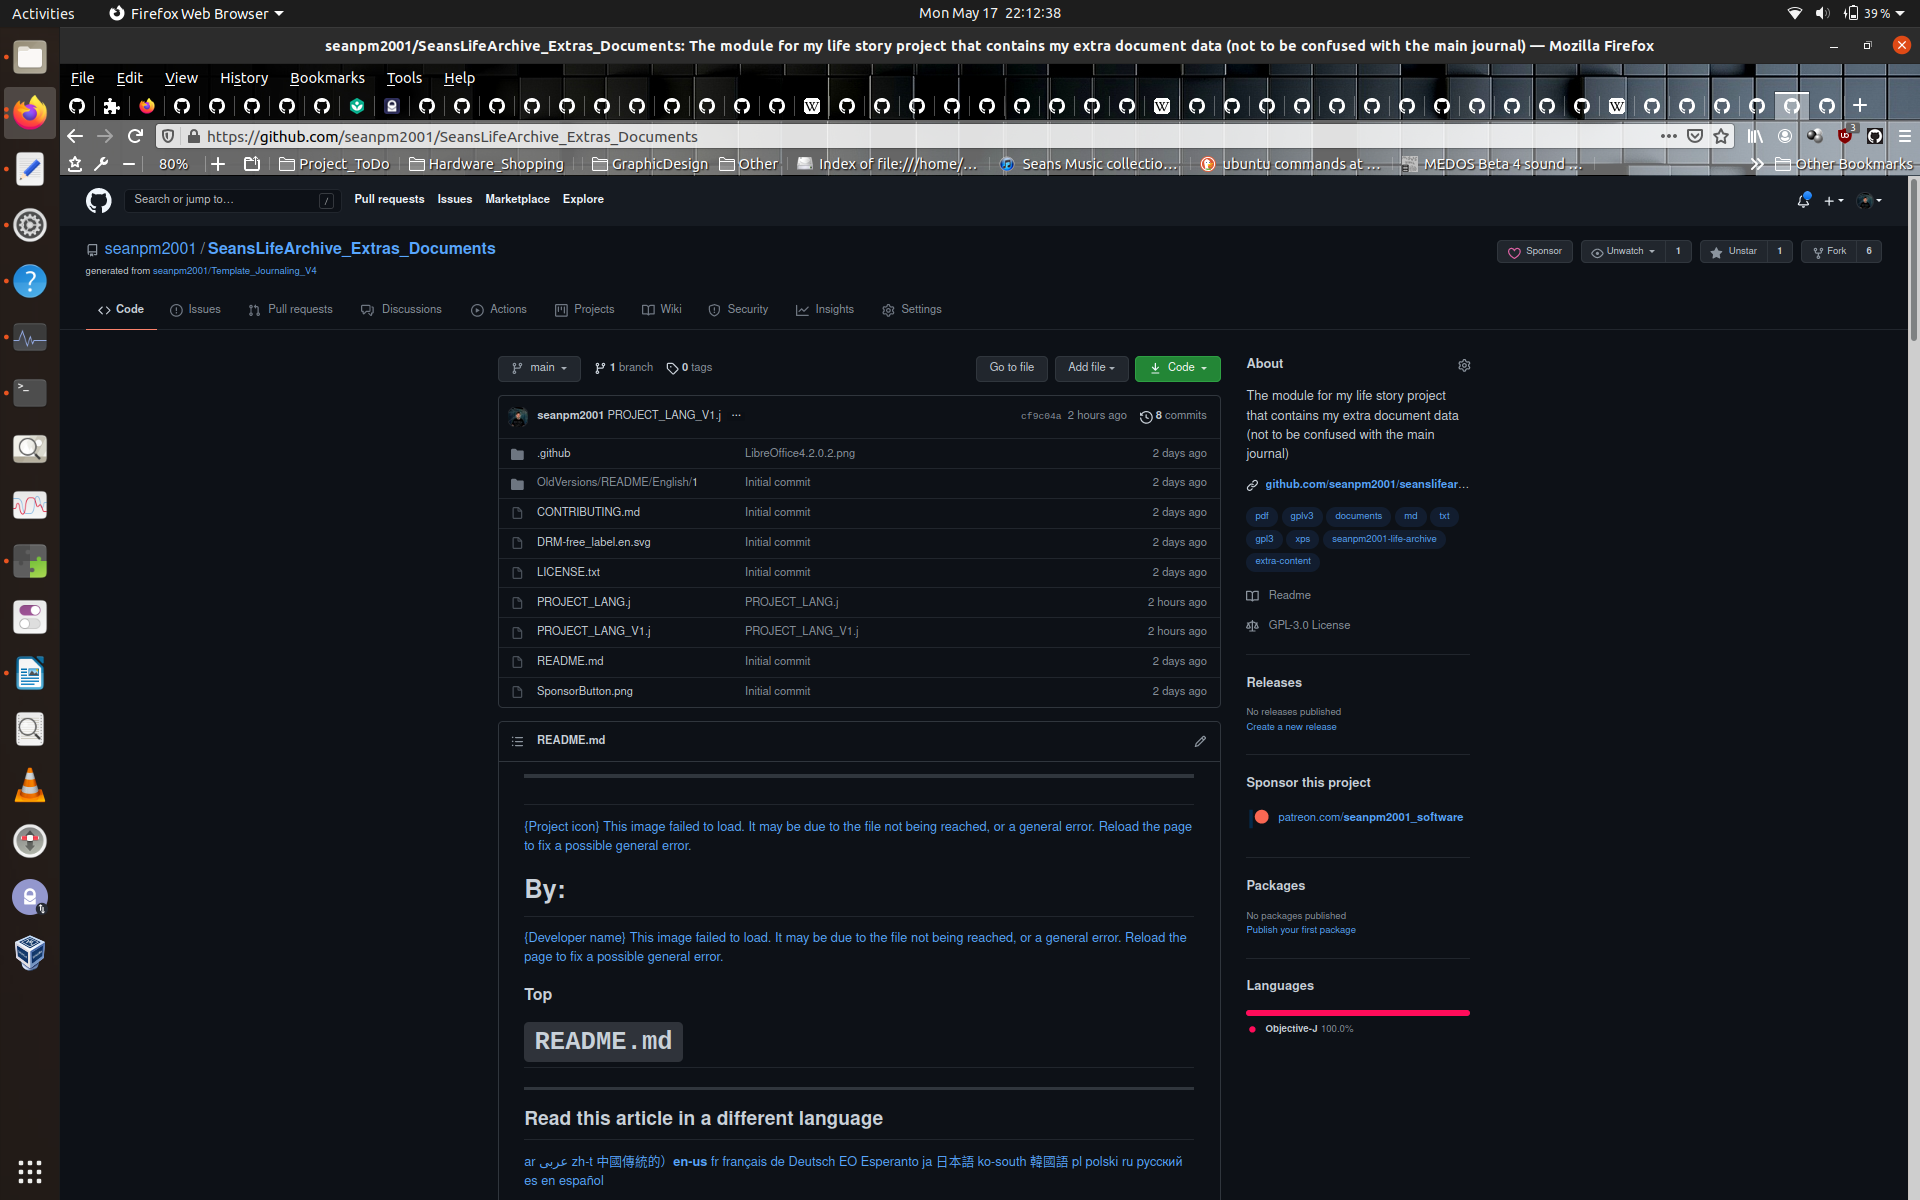 Activities
Firefox Web Browser
Mon May 17 22:12:38
39 %
seanpm2001/SeansLifeArchive_Extras_Documents: The module for my life story project that contains my extra document data (not to be confused with the main journal) — Mozilla Firefox
File Edit View History Bookmarks Tools Help
https://github.com/seanpm2001/SeansLifeArchive_Extras_Documents
3
80%
Project_ToDo
Hardware_Shopping
GraphicDesign
Other
Index of file:///home/…
Seans Music collectio…
ubuntu commands at …
MEDOS Beta 4 sound …
Other Bookmarks
Search or jump to…
/
Pull requests Issues Marketplace Explore
seanpm2001 / SeansLifeArchive_Extras_Documents
generated from seanpm2001/Template_Journaling_V4
Sponsor
Unwatch 1
Unstar 1
Fork 6
Code Issues Pull requests Discussions Actions Projects Wiki Security Insights Settings
main
1 branch
0 tags
Go to file
Add file
Code
seanpm2001 PROJECT_LANG_V1.j … cf9c04a 2 hours ago 8 commits
.github LibreOffice4.2.0.2.png 2 days ago
OldVersions/README/English/1 Initial commit 2 days ago
CONTRIBUTING.md Initial commit 2 days ago
DRM-free_label.en.svg Initial commit 2 days ago
LICENSE.txt Initial commit 2 days ago
PROJECT_LANG.j PROJECT_LANG.j 2 hours ago
PROJECT_LANG_V1.j PROJECT_LANG_V1.j 2 hours ago
README.md Initial commit 2 days ago
SponsorButton.png Initial commit 2 days ago
README.md
{Project icon} This image failed to load. It may be due to the file not being reached, or a general error. Reload the page
to fix a possible general error.
By:
{Developer name} This image failed to load. It may be due to the file not being reached, or a general error. Reload the
page to fix a possible general error.
Top
README.md
Read this article in a different language
ar عربى zh-t 中國傳統的）en-us fr français de Deutsch EO Esperanto ja 日本語 ko-south 韓國語 pl polski ru русский
es en español
About
The module for my life story project
that contains my extra document data
(not to be confused with the main
journal)
github.com/seanpm2001/seanslifear…
pdf gplv3 documents md txt
gpl3 xps seanpm2001-life-archive
extra-content
Readme
GPL-3.0 License
Releases
No releases published
Create a new release
Sponsor this project
patreon.com/seanpm2001_software
Packages
No packages published
Publish your first package
Languages
Objective-J 100.0%